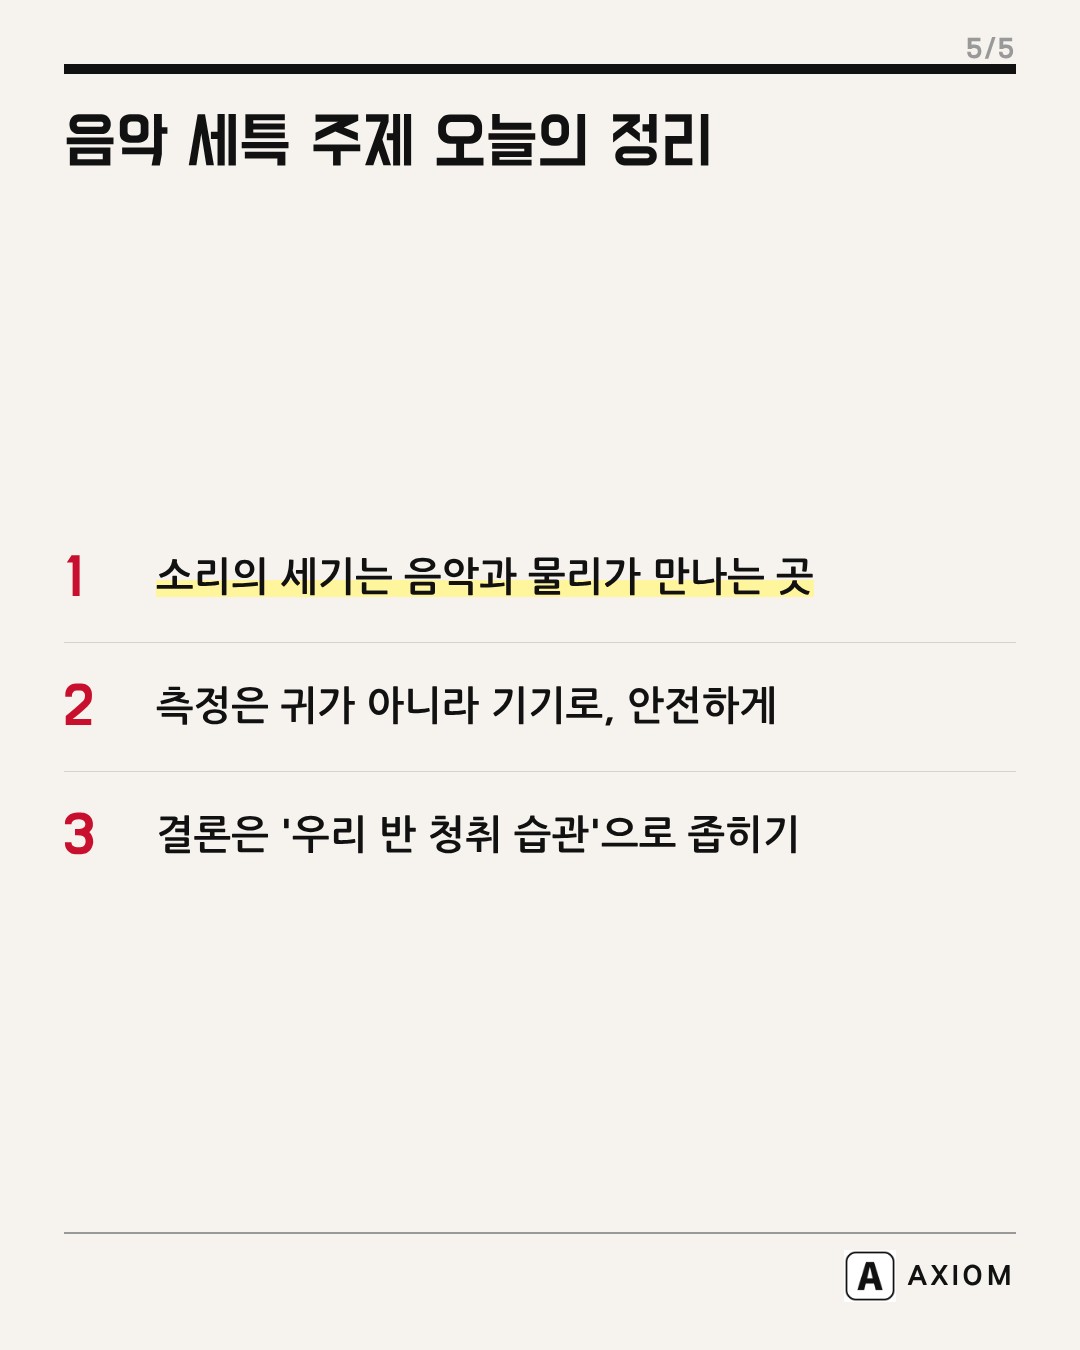 5/5
음악 세특 주제 오늘의 정리
1 소리의 세기는 음악과 물리가 만나는 곳
2 측정은 귀가 아니라 기기로, 안전하게
3 결론은 '우리 반 청취 습관'으로 좁히기
A AXIOM